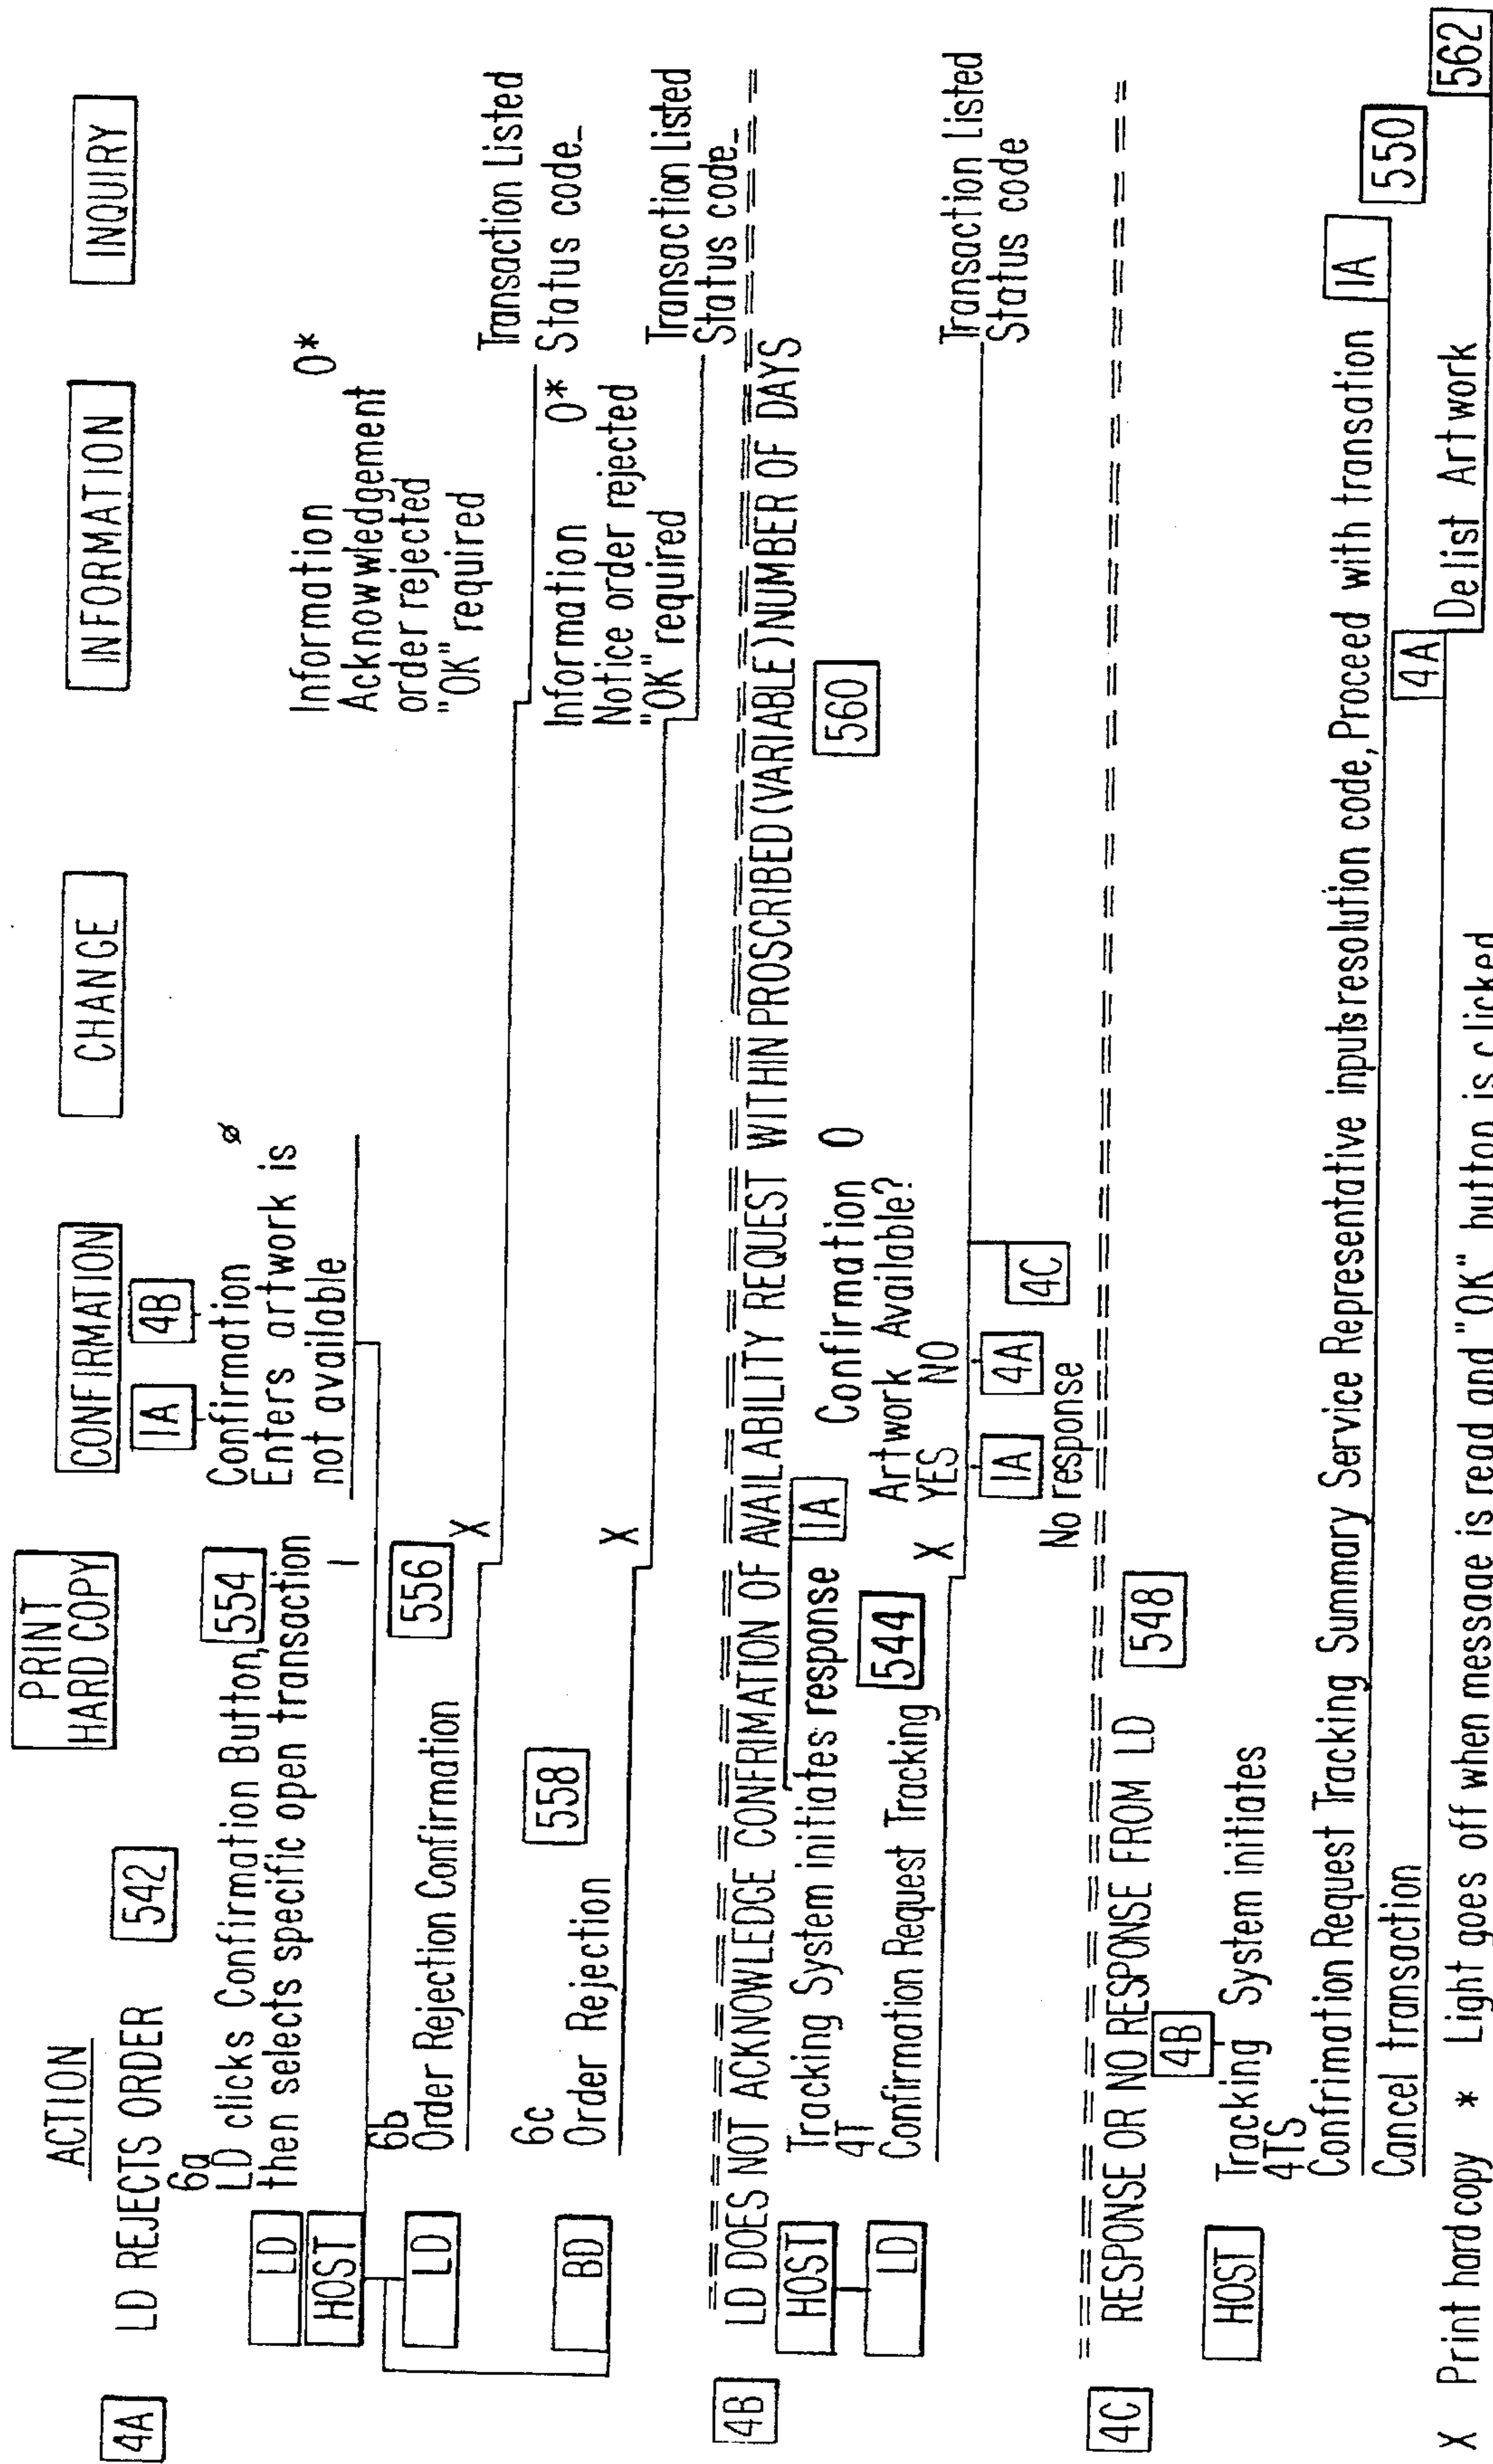 ACTION
PRINT
HARD COPY
CONFIRMATION
CHANGE
INFORMATION
INQUIRY
4A
LD REJECTS ORDER 542
1A 4B
6a
LD clicks Confirmation Button, 554
then selects specific open transaction
Confirmation ø
Enters artwork is
not available
LD
HOST
Information 0*
Acknowledgement
order rejected
"OK" required
6b
Order Rejection Confirmation
556
X
LD
Transaction Listed
Status code_
6c
Order Rejection
558
X
BD
Information 0*
Notice order rejected
"OK" required
Transaction Listed
Status code_
4B
LD DOES NOT ACKNOWLEDGE CONFRIMATION OF AVAILABILITY REQUEST WITHIN PROSCRIBED (VARIABLE) NUMBER OF DAYS
HOST
Tracking System initiates response
1A
560
4T
Confirmation Request Tracking
544
X
LD
Confirmation 0
Artwork Available?
YES NO
1A 4A 4C
No response
Transaction Listed
Status code
4C
RESPONSE OR NO RESPONSE FROM LD
548
4B
HOST
Tracking System initiates
4TS
Confrimation Request Tracking Summary Service Representative inputs resolution code, Proceed with transation 1A
550
Cancel transaction
4A
Delist Artwork
562
X Print hard copy * Light goes off when message is read and "OK" button is clicked